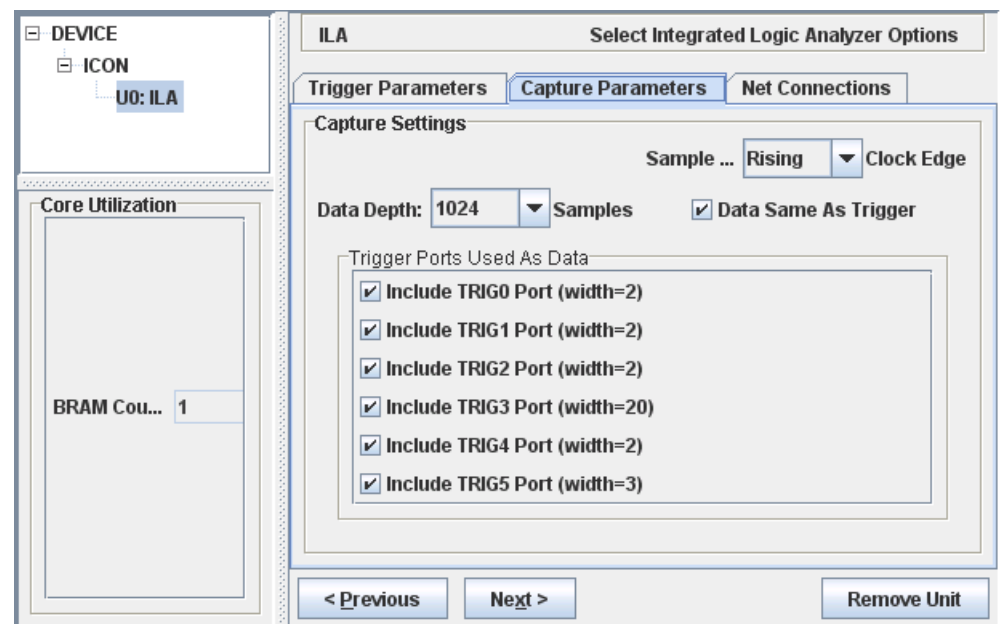 DEVICE
ICON
U0: ILA
Core Utilization
BRAM Cou... 1
ILA Select Integrated Logic Analyzer Options
Trigger Parameters Capture Parameters Net Connections
Capture Settings
Sample ... Rising Clock Edge
Data Depth: 1024 Samples Data Same As Trigger
Trigger Ports Used As Data
Include TRIG0 Port (width=2)
Include TRIG1 Port (width=2)
Include TRIG2 Port (width=2)
Include TRIG3 Port (width=20)
Include TRIG4 Port (width=2)
Include TRIG5 Port (width=3)
< Previous Next > Remove Unit